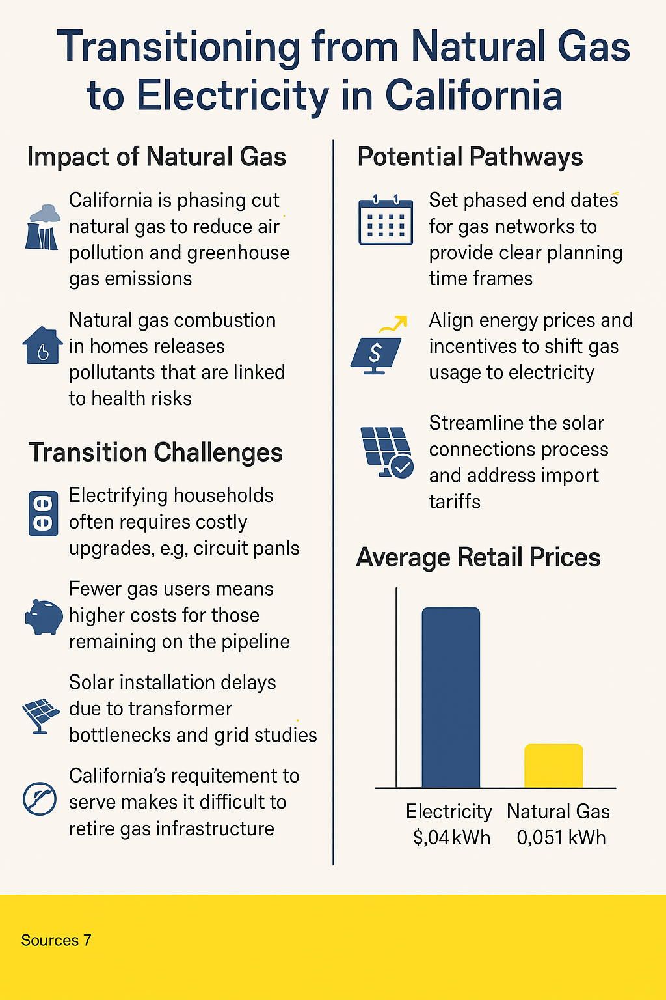 Transitioning from Natural Gas
to Electricity in California
Impact of Natural Gas
California is phasing cut
natural gas to reduce air
pollution and greenhouse
gas emissions
Natural gas combustion
in homes releases
pollutants that are linked
to health risks
Transition Challenges
Electrifying households
often requires costly
upgrades, e.g, circuit panls
Fewer gas users means
higher costs for those
remaining on the pipeline
Solar installation delays
due to transformer
bottlenecks and grid studies
California's requitement to
serve makes it difficult to
retire gas infrastructure
Potential Pathways
Set phased end dates
for gas networks to
provide clear planning
time frames
$
Align energy prices and
incentives to shift gas
usage to electricity
Streamline the solar
connections process
and address import
tariffs
Average Retail Prices
Electricity
$,04 kWh
Natural Gas
0,051 kWh
Sources 7